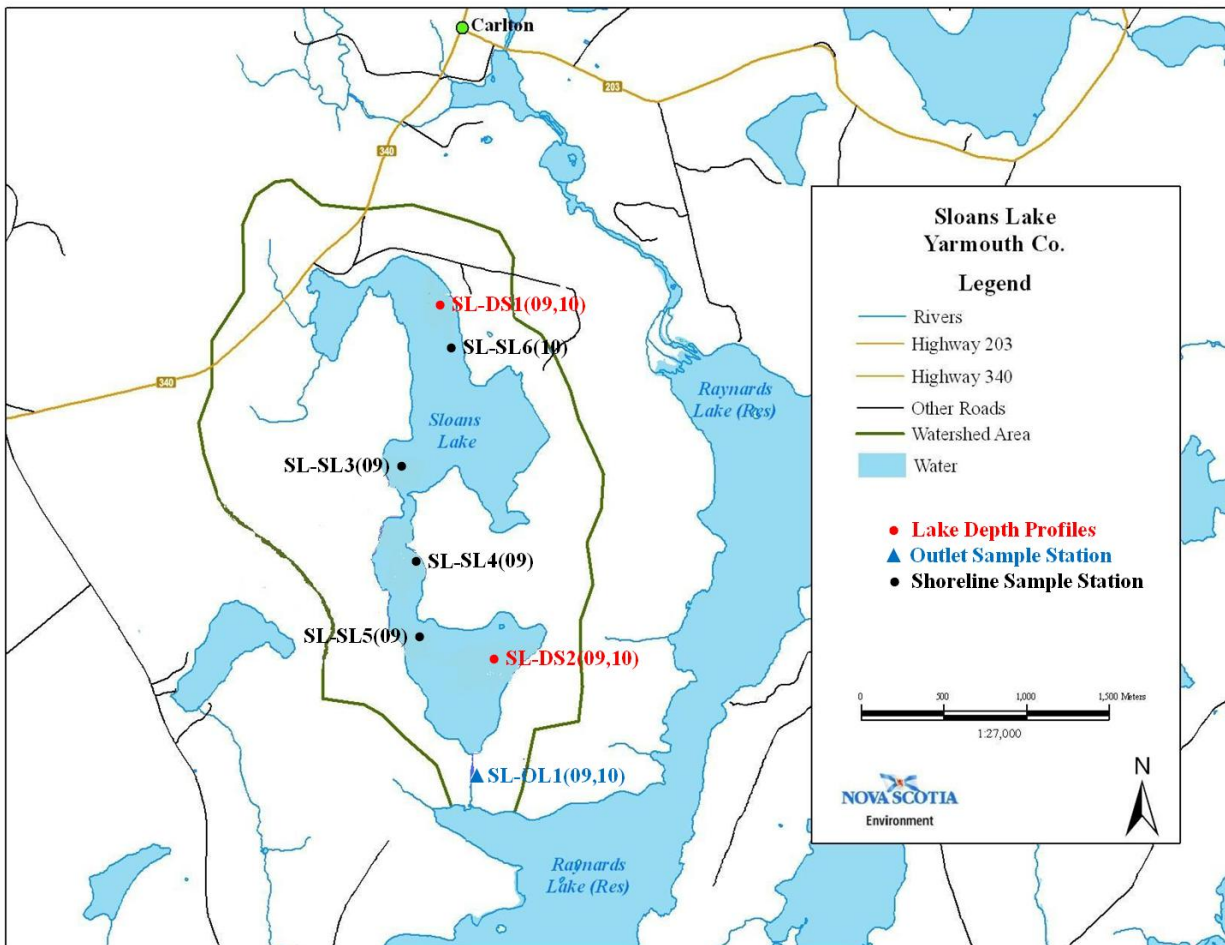 Carlton
203
340
340
SL-DS1(09,10)
SL-SL6(10)
Sloans
Lake
Raynards
Lake (Res)
SL-SL3(09)
SL-SL4(09)
SL-SL5(09)
SL-DS2(09,10)
SL-OL1(09,10)
Raynards
Lake (Res)
Sloans Lake
Yarmouth Co.
Legend
Rivers
Highway 203
Highway 340
Other Roads
Watershed Area
Water
Lake Depth Profiles
Outlet Sample Station
Shoreline Sample Station
0 500 1,000 1,500 Meters
1:27,000
N
NOVA SCOTIA
Environment